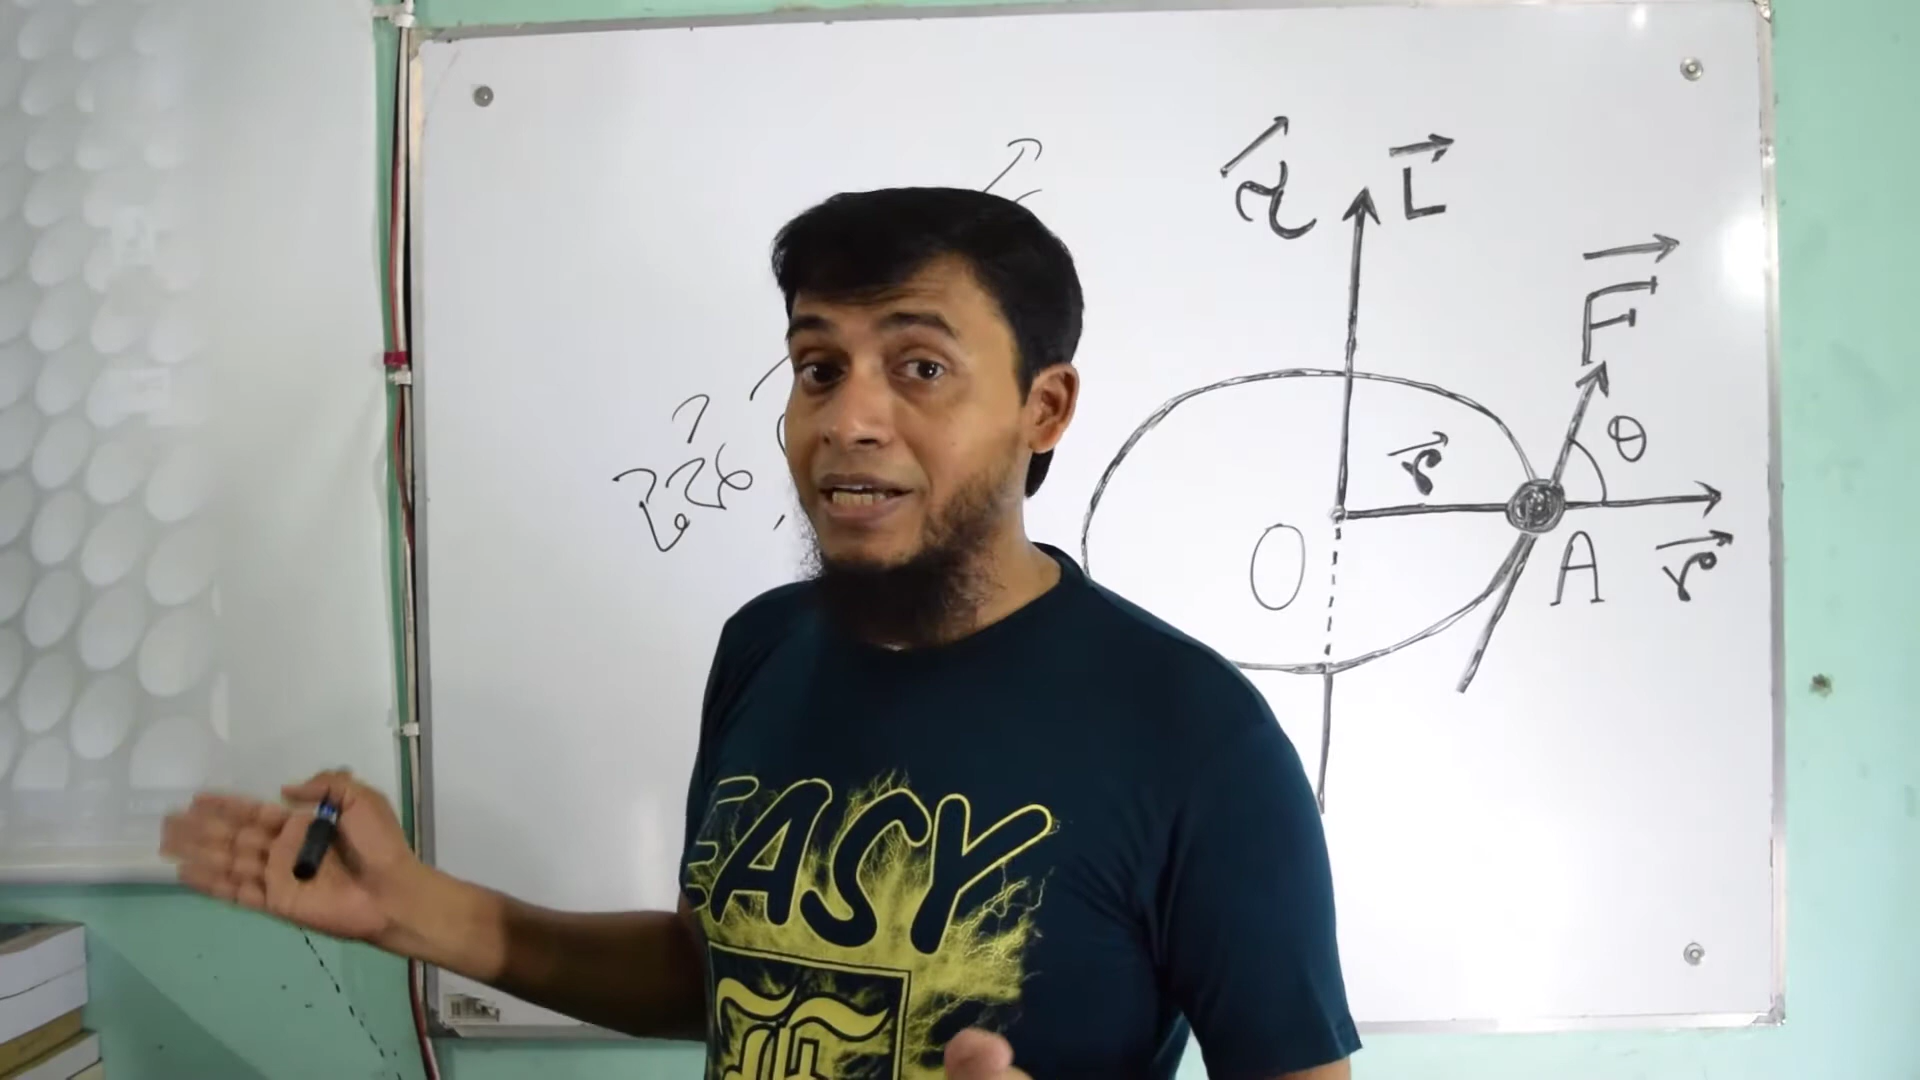 τ⃗ L⃗
F⃗
θ
r⃗
O
A
r⃗
EASY